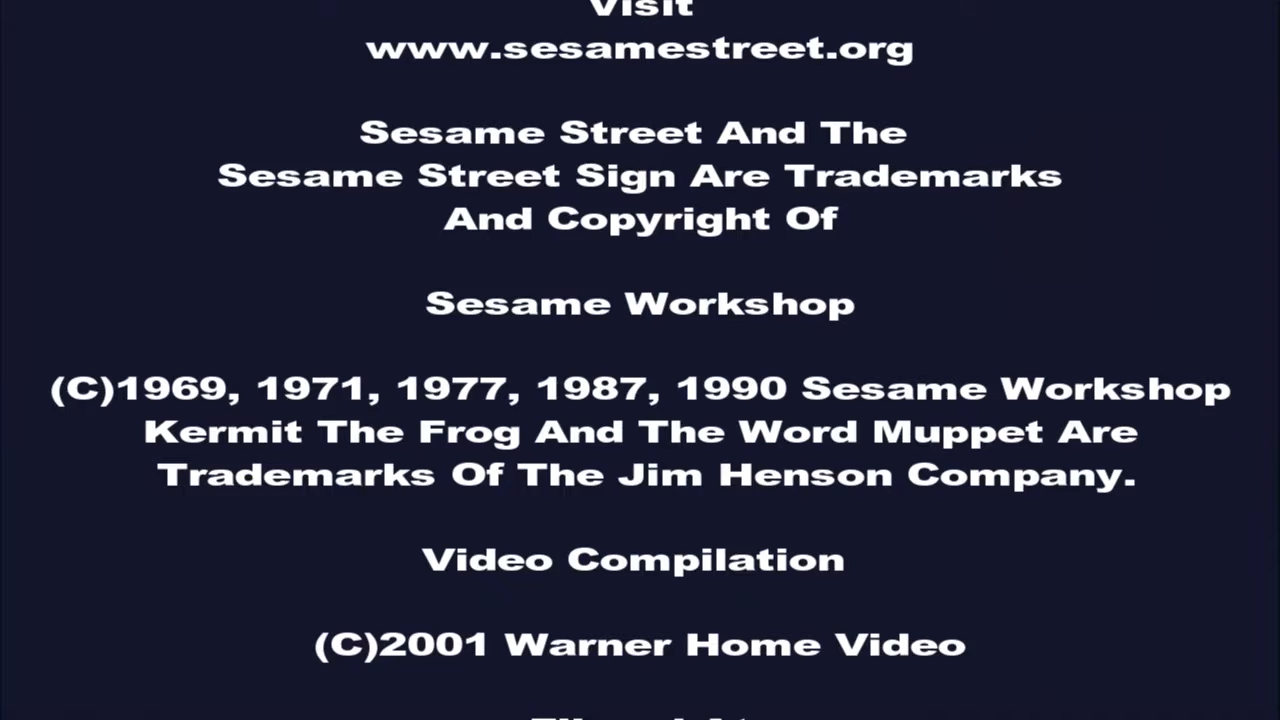 Visit
www.sesamestreet.org
Sesame Street And The
Sesame Street Sign Are Trademarks
And Copyright Of
Sesame Workshop
(C)1969, 1971, 1977, 1987, 1990 Sesame Workshop
Kermit The Frog And The Word Muppet Are
Trademarks Of The Jim Henson Company.
Video Compilation
(C)2001 Warner Home Video